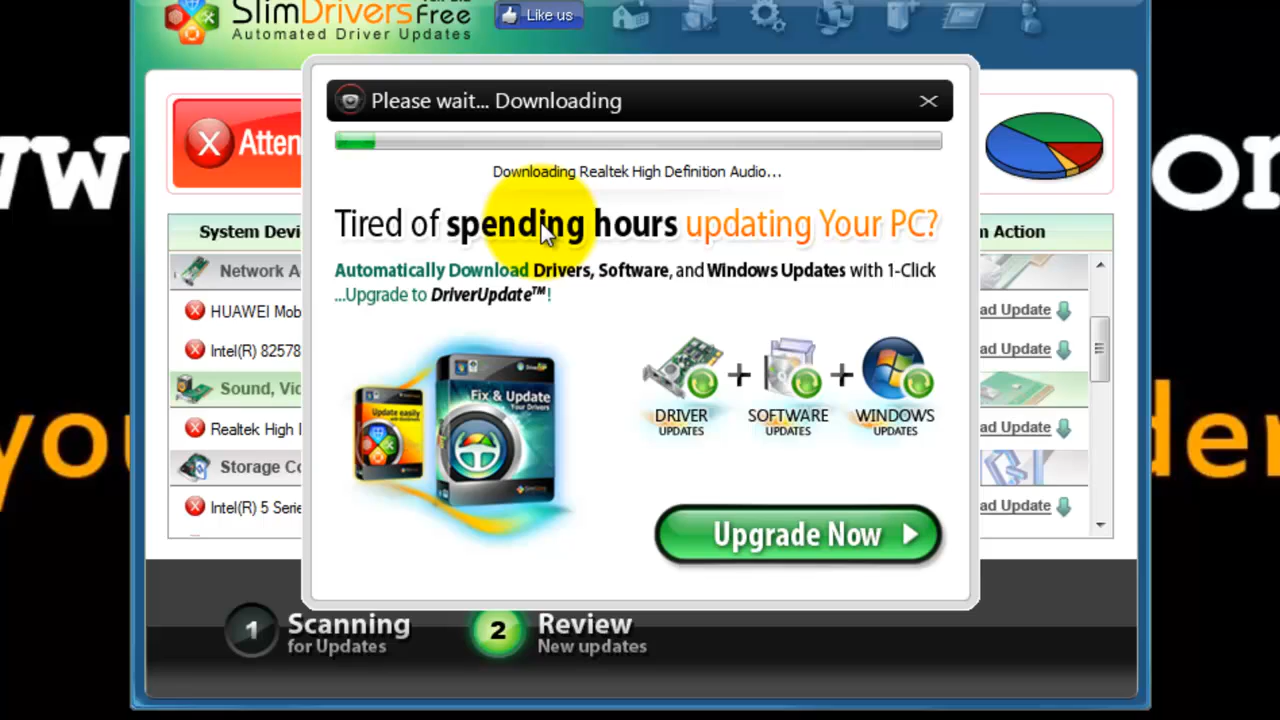 SlimDrivers Free
Automated Driver Updates
Like us
Please wait... Downloading
Downloading Realtek High Definition Audio...
Tired of spending hours updating Your PC?
Automatically Download Drivers, Software, and Windows Updates with 1-Click
...Upgrade to DriverUpdate™!
Fix & Update
Your Drivers
Update easily
DRIVER
UPDATES
+
SOFTWARE
UPDATES
+
WINDOWS
UPDATES
Upgrade Now
Atten
System Devi
n Action
Network A
HUAWEI Mob
ad Update
Intel(R) 82578
ad Update
Sound, Vid
Realtek High I
ad Update
Storage Co
Intel(R) 5 Serie
ad Update
1 Scanning
for Updates
2 Review
New updates
ww
on
you
der